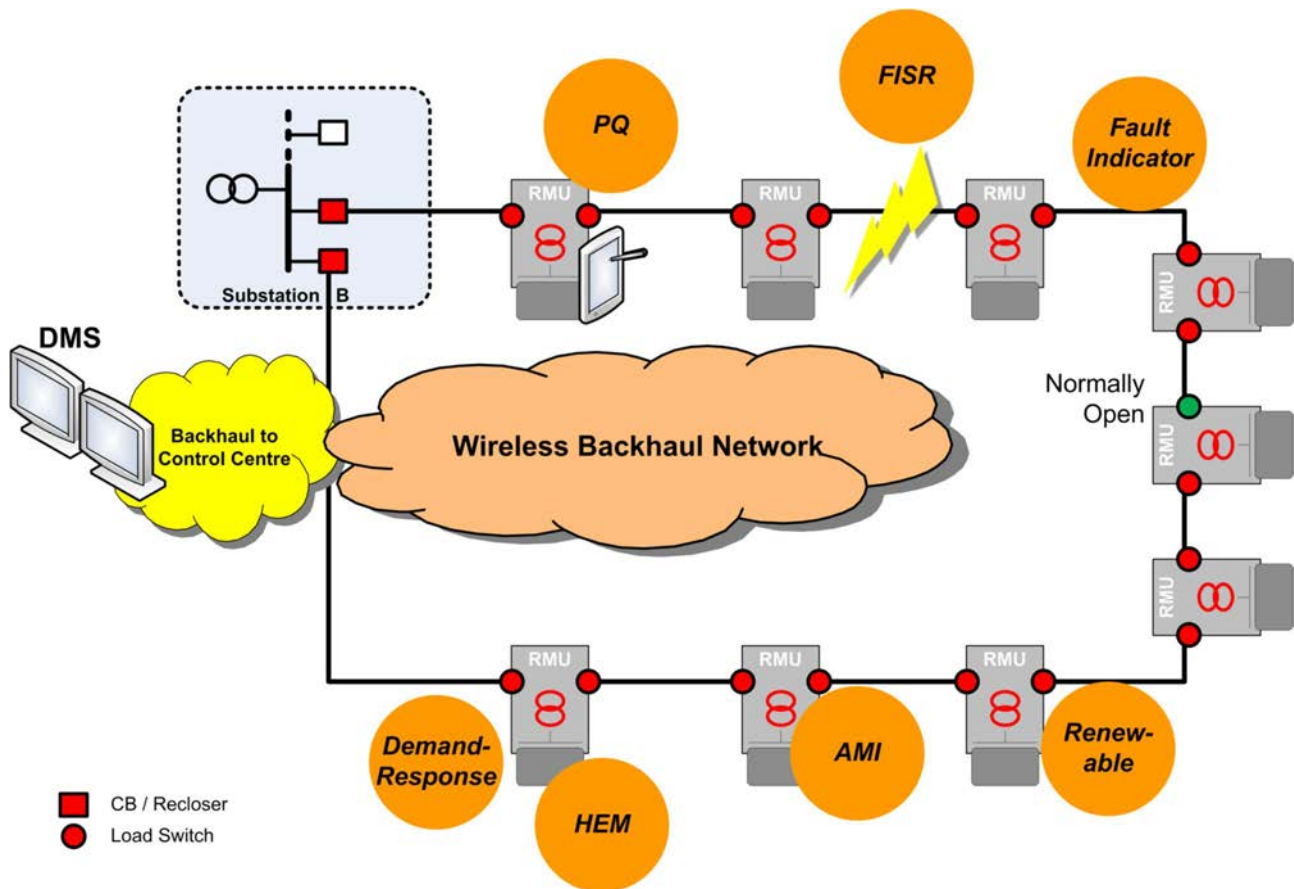 FISR
PQ
Fault
Indicator
RMU
RMU
RMU
Substation B
RMU
DMS
Normally
Open
Backhaul to
Control Centre
Wireless Backhaul Network
RMU
RMU
RMU
RMU
RMU
Demand-
Response
AMI
Renew-
able
HEM
CB / Recloser
Load Switch